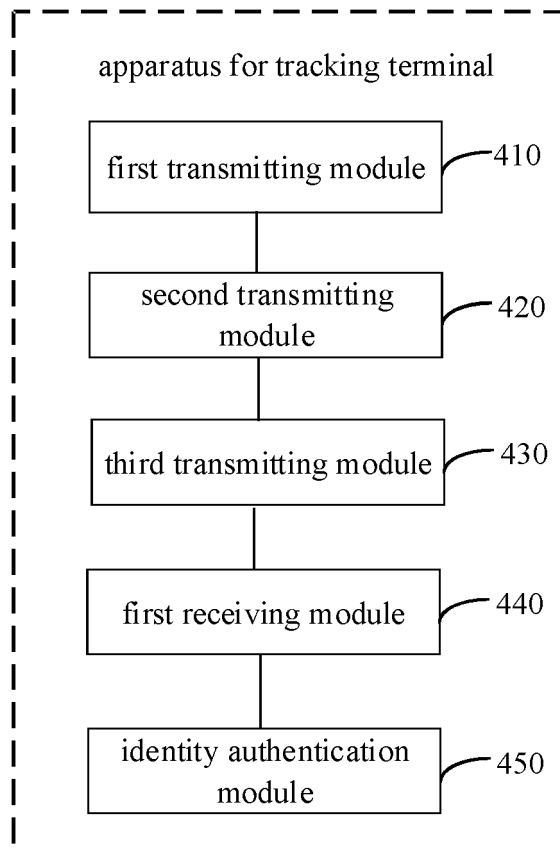 apparatus for tracking terminal
first transmitting module
410
second transmitting
module
420
third transmitting module
430
first receiving module
440
identity authentication
module
450